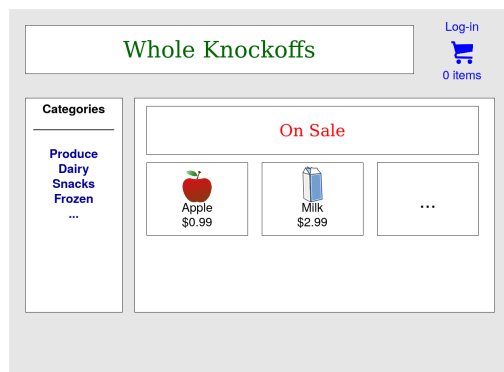 Whole Knockoffs
Log-in
0 items
Categories
Produce
Dairy
Snacks
Frozen
...
On Sale
Apple
$0.99
Milk
$2.99
...